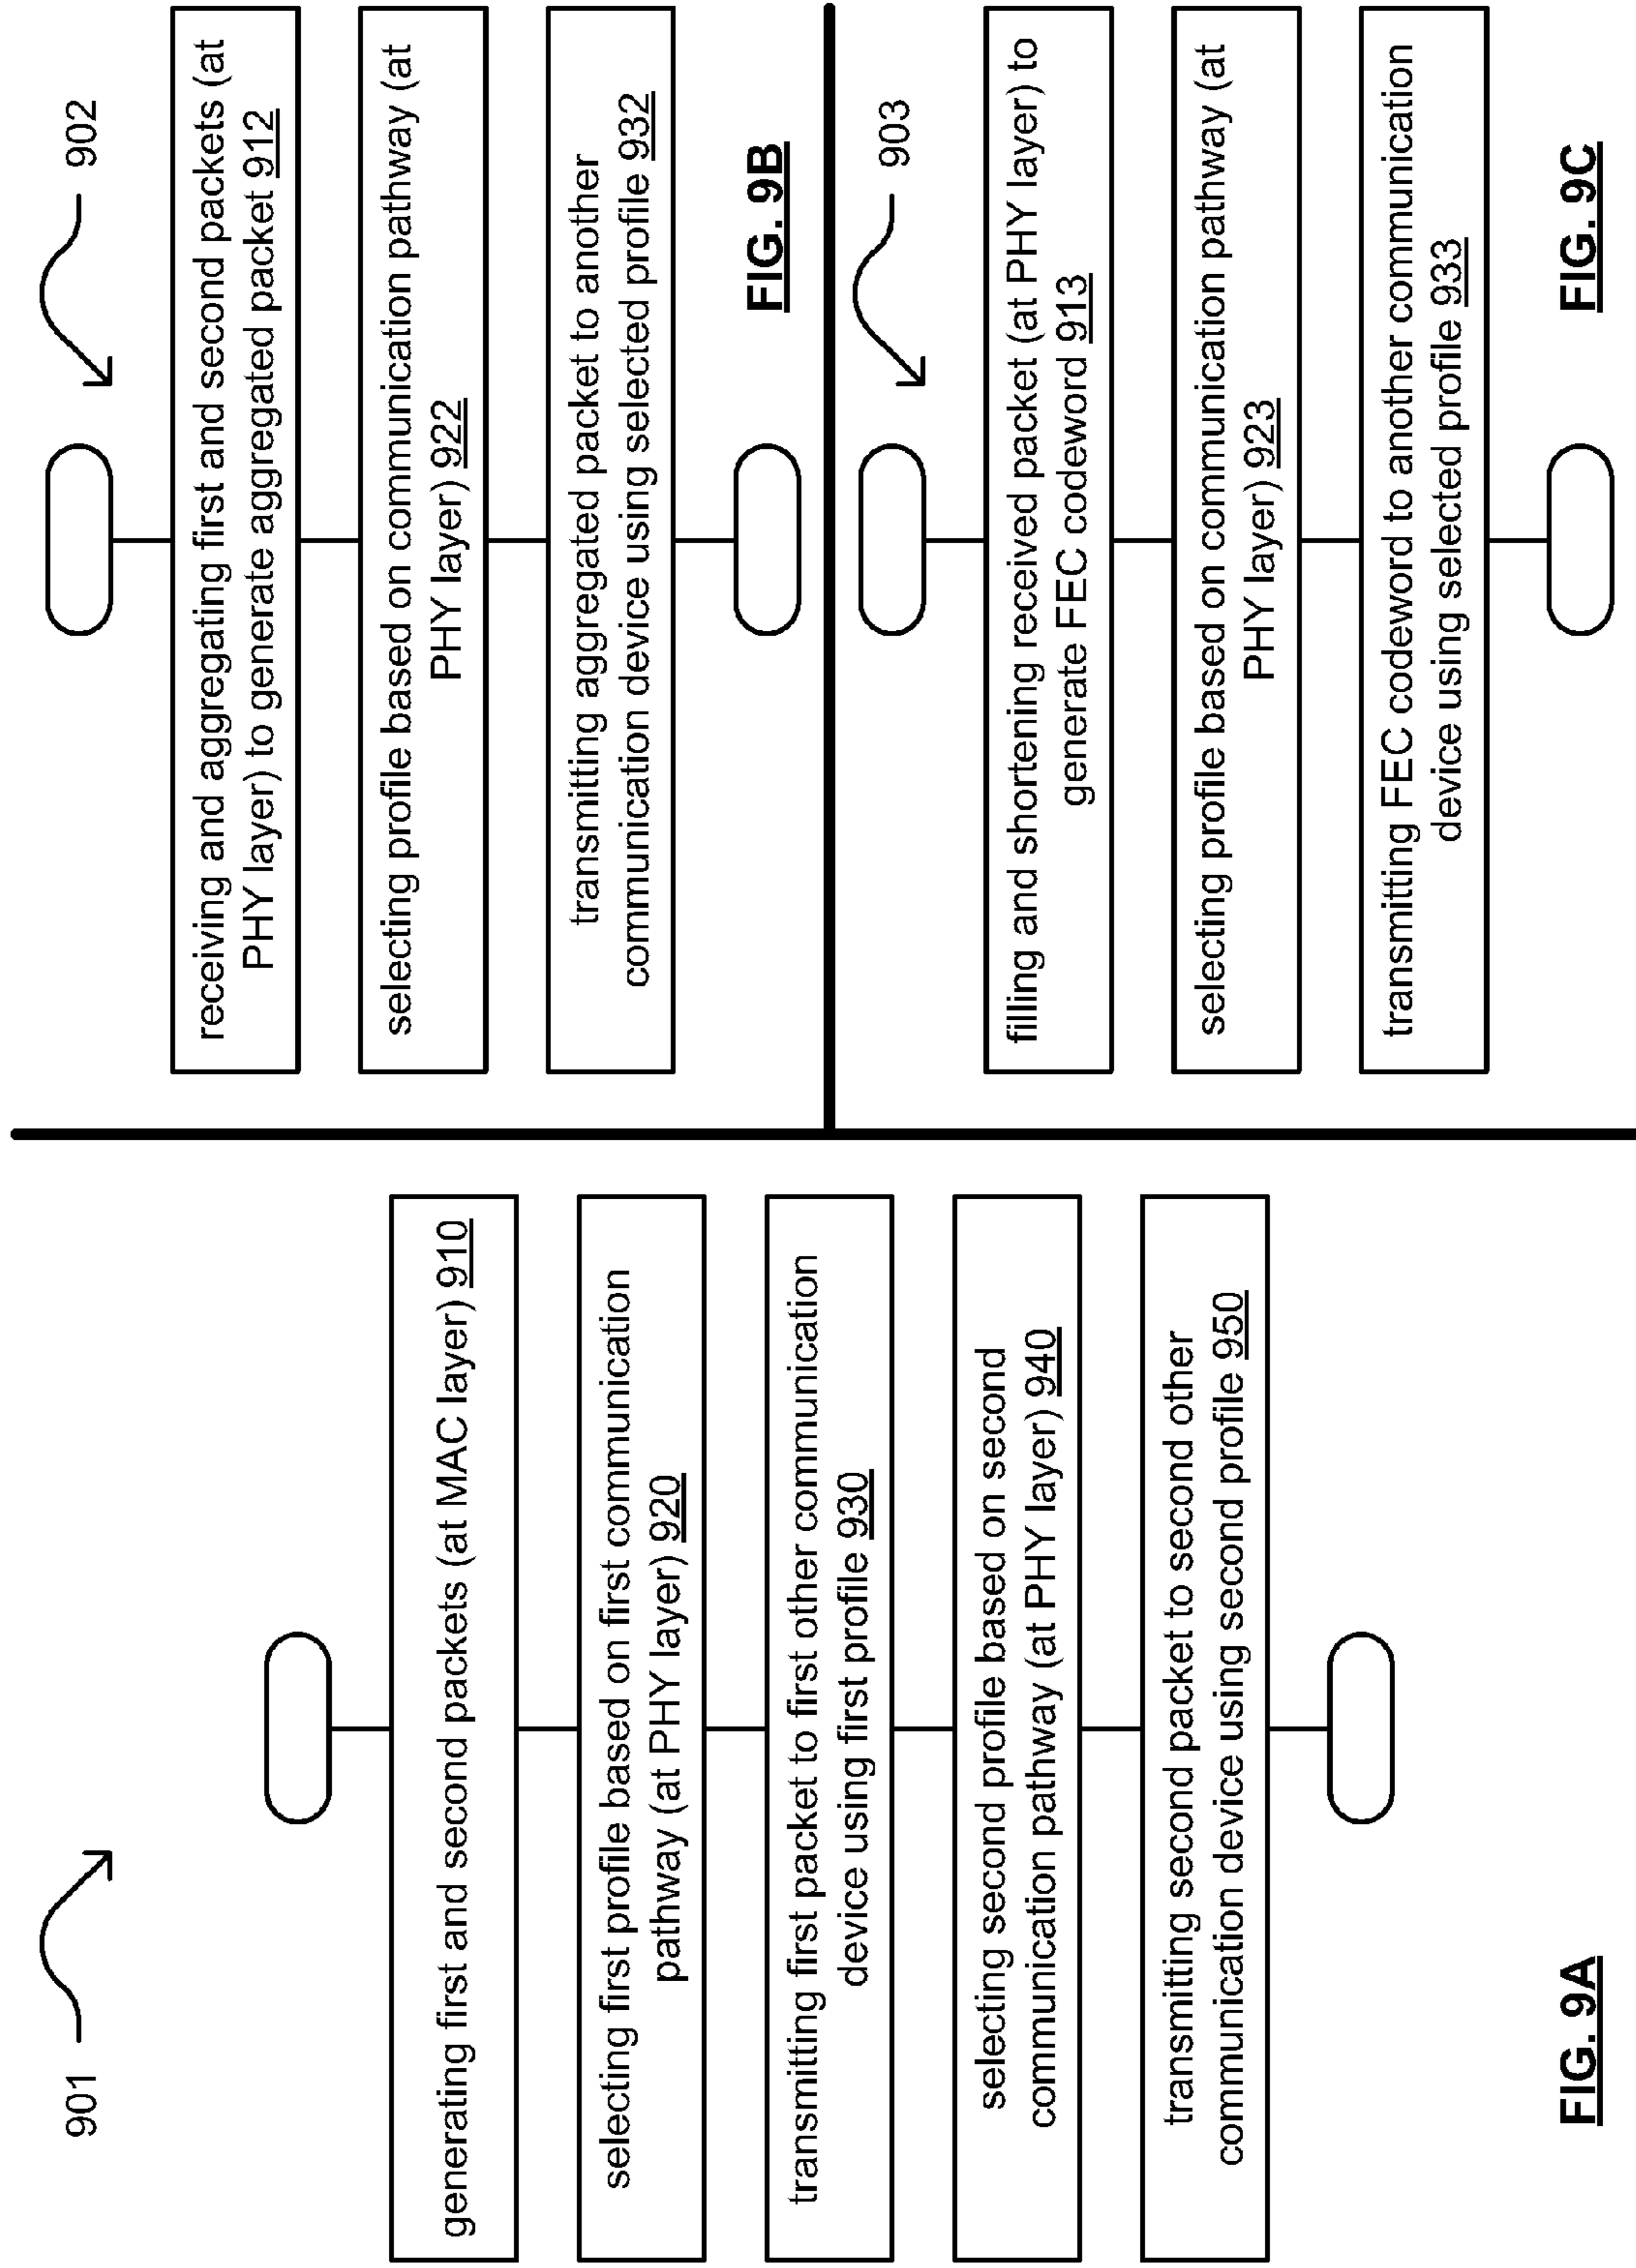 901
generating first and second packets (at MAC layer) 910
selecting first profile based on first communication
pathway (at PHY layer) 920
transmitting first packet to first other communication
device using first profile 930
selecting second profile based on second
communication pathway (at PHY layer) 940
transmitting second packet to second other
communication device using second profile 950
FIG. 9A
902
receiving and aggregating first and second packets (at
PHY layer) to generate aggregated packet 912
selecting profile based on communication pathway (at
PHY layer) 922
transmitting aggregated packet to another
communication device using selected profile 932
FIG. 9B
903
filling and shortening received packet (at PHY layer) to
generate FEC codeword 913
selecting profile based on communication pathway (at
PHY layer) 923
transmitting FEC codeword to another communication
device using selected profile 933
FIG. 9C